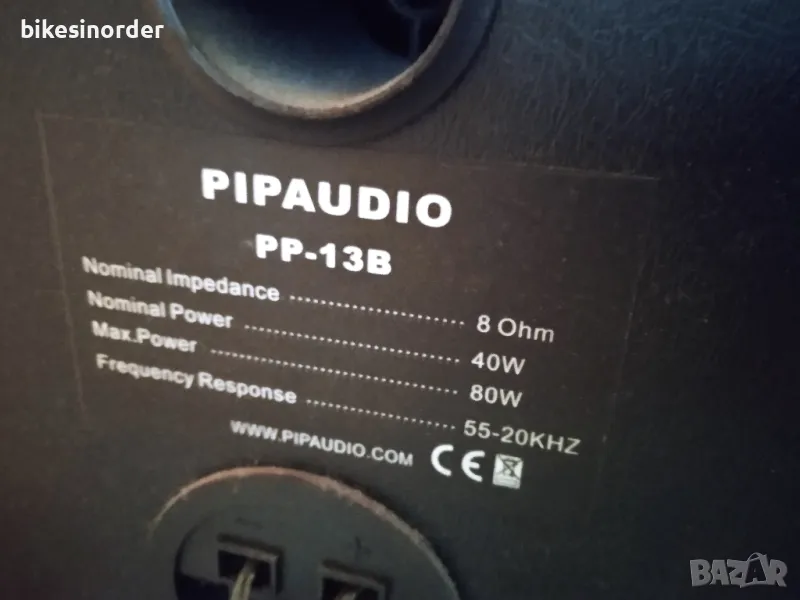 bikesinorder
PIPAUDIO
PP-13B
Nominal Impedance .......................... 8 Ohm
Nominal Power ................................ 40W
Max.Power ..................................... 80W
Frequency Response ...................... 55-20KHZ
WWW.PIPAUDIO.COM CE
- +
BAZAR